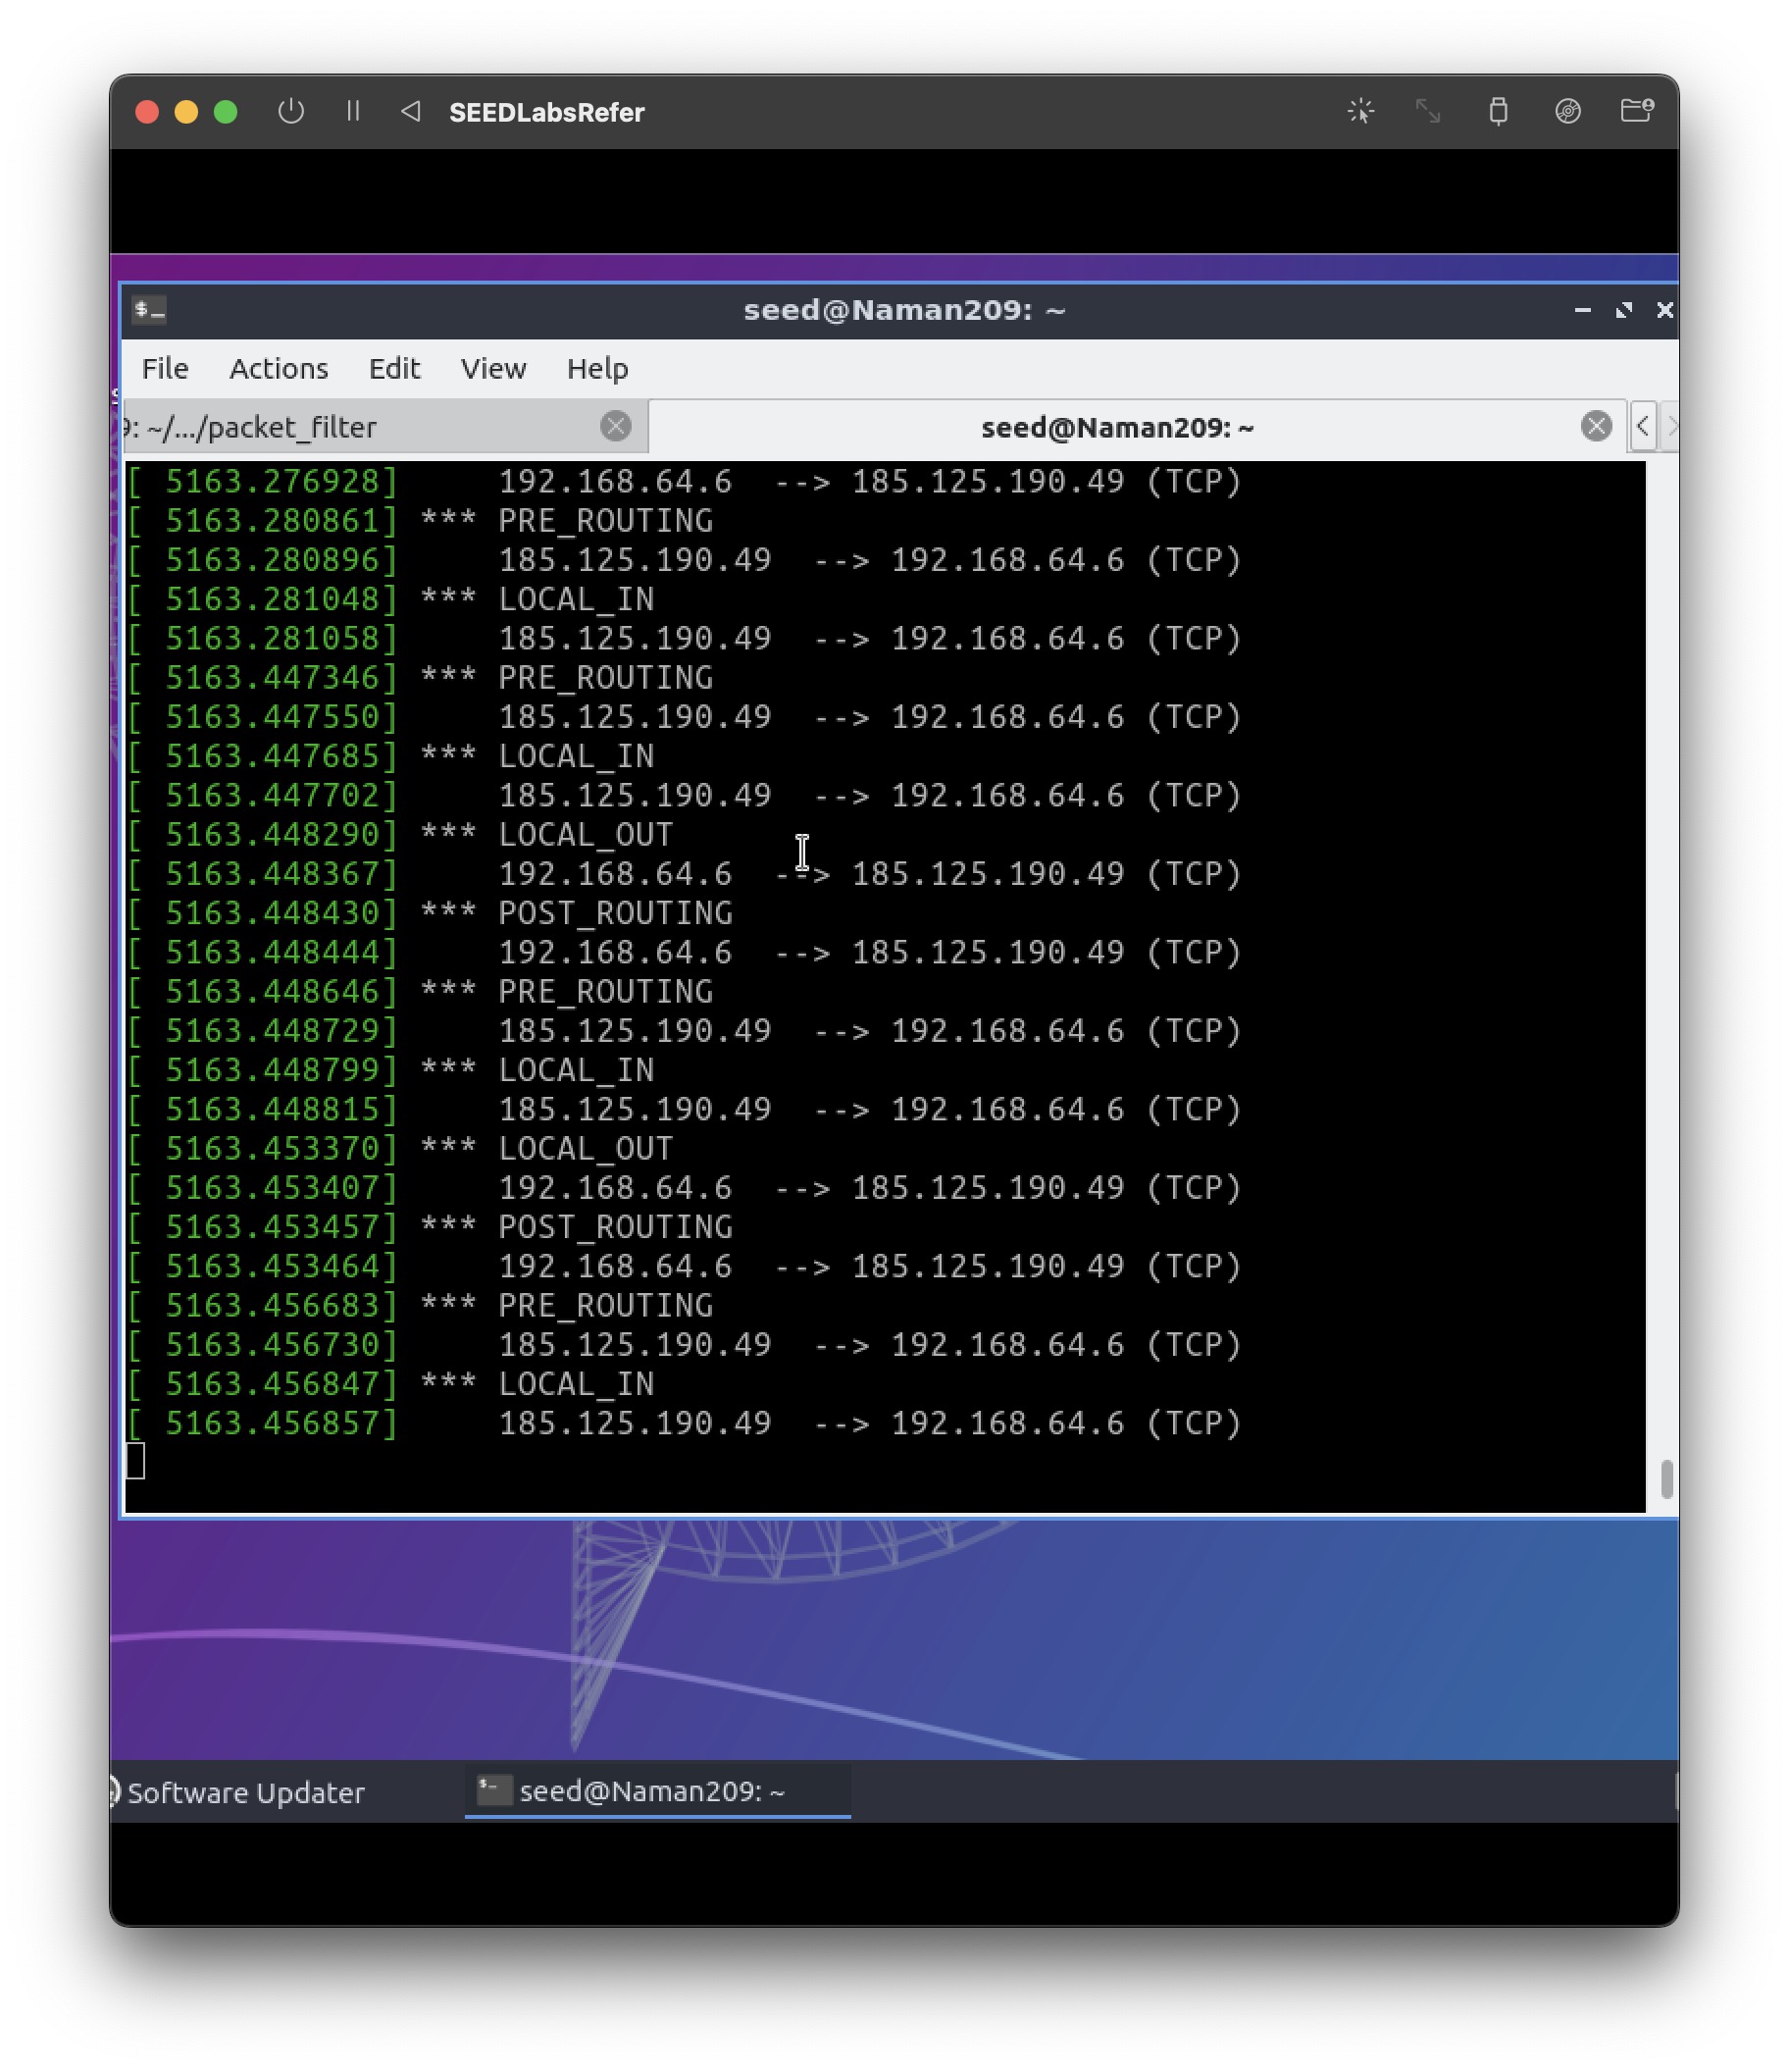 SEEDLabsRefer
seed@Naman209: ~
File Actions Edit View Help
9: ~/.../packet_filter
seed@Naman209: ~
[ 5163.276928]     192.168.64.6  --> 185.125.190.49 (TCP)
[ 5163.280861] *** PRE_ROUTING
[ 5163.280896]     185.125.190.49  --> 192.168.64.6 (TCP)
[ 5163.281048] *** LOCAL_IN
[ 5163.281058]     185.125.190.49  --> 192.168.64.6 (TCP)
[ 5163.447346] *** PRE_ROUTING
[ 5163.447550]     185.125.190.49  --> 192.168.64.6 (TCP)
[ 5163.447685] *** LOCAL_IN
[ 5163.447702]     185.125.190.49  --> 192.168.64.6 (TCP)
[ 5163.448290] *** LOCAL_OUT
[ 5163.448367]     192.168.64.6  --> 185.125.190.49 (TCP)
[ 5163.448430] *** POST_ROUTING
[ 5163.448444]     192.168.64.6  --> 185.125.190.49 (TCP)
[ 5163.448646] *** PRE_ROUTING
[ 5163.448729]     185.125.190.49  --> 192.168.64.6 (TCP)
[ 5163.448799] *** LOCAL_IN
[ 5163.448815]     185.125.190.49  --> 192.168.64.6 (TCP)
[ 5163.453370] *** LOCAL_OUT
[ 5163.453407]     192.168.64.6  --> 185.125.190.49 (TCP)
[ 5163.453457] *** POST_ROUTING
[ 5163.453464]     192.168.64.6  --> 185.125.190.49 (TCP)
[ 5163.456683] *** PRE_ROUTING
[ 5163.456730]     185.125.190.49  --> 192.168.64.6 (TCP)
[ 5163.456847] *** LOCAL_IN
[ 5163.456857]     185.125.190.49  --> 192.168.64.6 (TCP)
Software Updater
seed@Naman209: ~